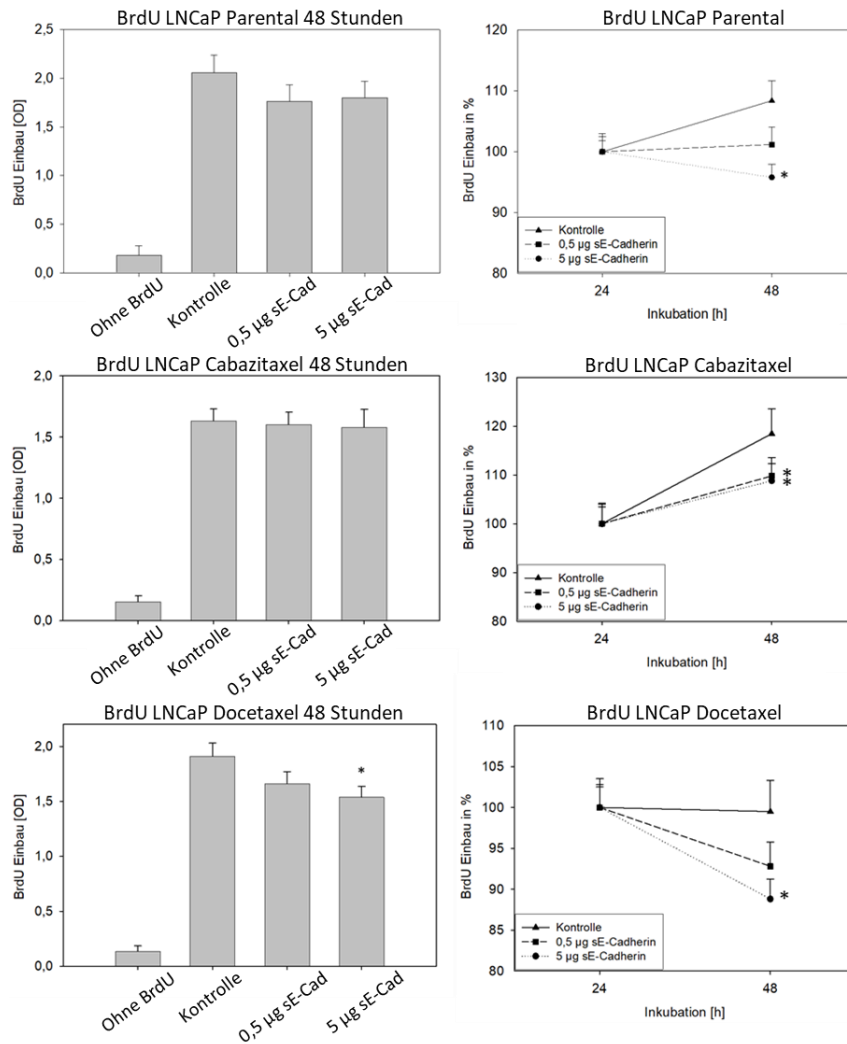 BrdU LNCaP Parental 48 Stunden
BrdU Einbau [OD]
2,5
2,0
1,5
1,0
0,5
0,0
Ohne BrdU
Kontrolle
0,5 µg sE-Cad
5 µg sE-Cad
BrdU LNCaP Parental
BrdU Einbau in %
120
110
100
90
80
*
Kontrolle
0,5 µg sE-Cadherin
5 µg sE-Cadherin
24
48
Inkubation [h]
BrdU LNCaP Cabazitaxel 48 Stunden
BrdU Einbau [OD]
2,0
1,5
1,0
0,5
0,0
Ohne BrdU
Kontrolle
0,5 µg sE-Cad
5 µg sE-Cad
BrdU LNCaP Cabazitaxel
BrdU Einbau in %
130
120
110
100
90
80
*
*
Kontrolle
0,5 µg sE-Cadherin
5 µg sE-Cadherin
24
48
Inkubation [h]
BrdU LNCaP Docetaxel 48 Stunden
BrdU Einbau [OD]
2,0
1,5
1,0
0,5
0,0
*
Ohne BrdU
Kontrolle
0,5 µg sE-Cad
5 µg sE-Cad
BrdU LNCaP Docetaxel
BrdU Einbau in %
110
105
100
95
90
85
80
*
Kontrolle
0,5 µg sE-Cadherin
5 µg sE-Cadherin
24
48
Inkubation [h]